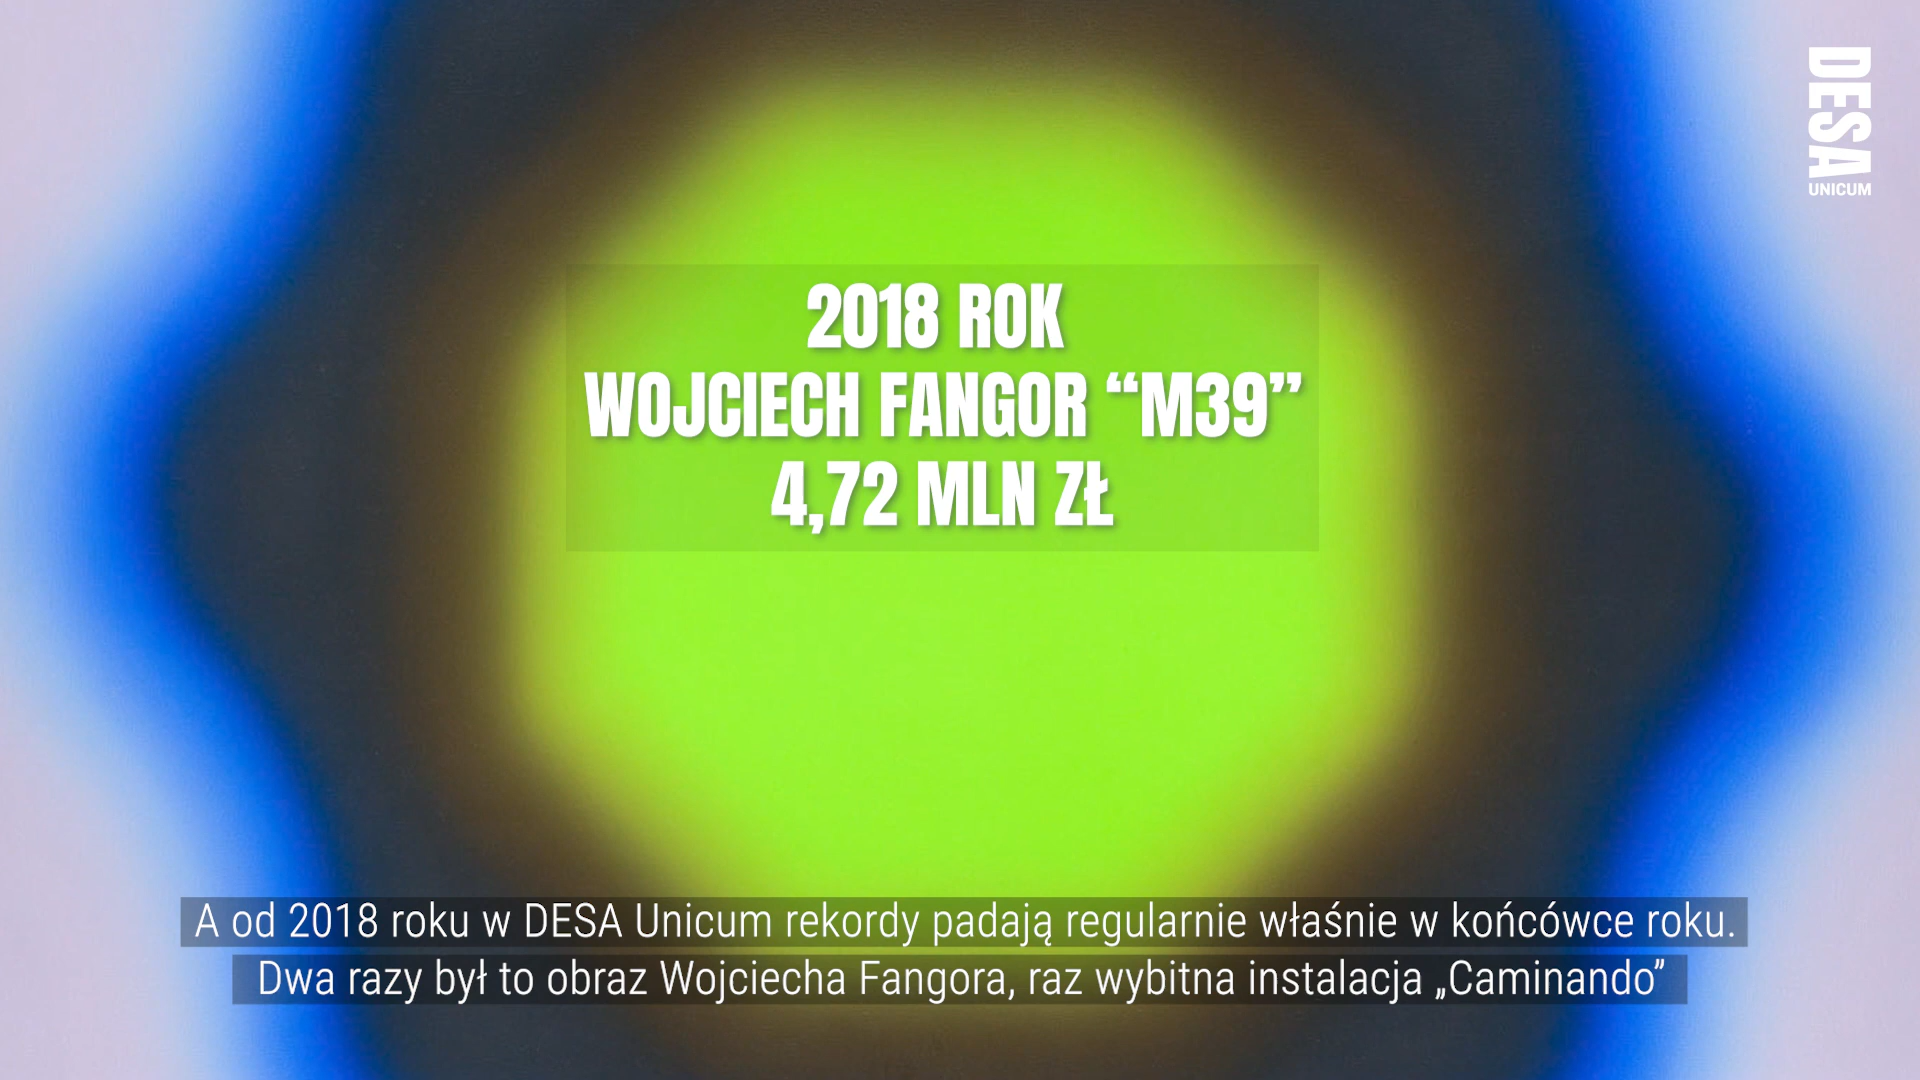 DESA
UNICUM
2018 ROK
WOJCIECH FANGOR “M39”
4,72 MLN ZŁ
A od 2018 roku w DESA Unicum rekordy padają regularnie właśnie w końcówce roku.
Dwa razy był to obraz Wojciecha Fangora, raz wybitna instalacja „Caminando”